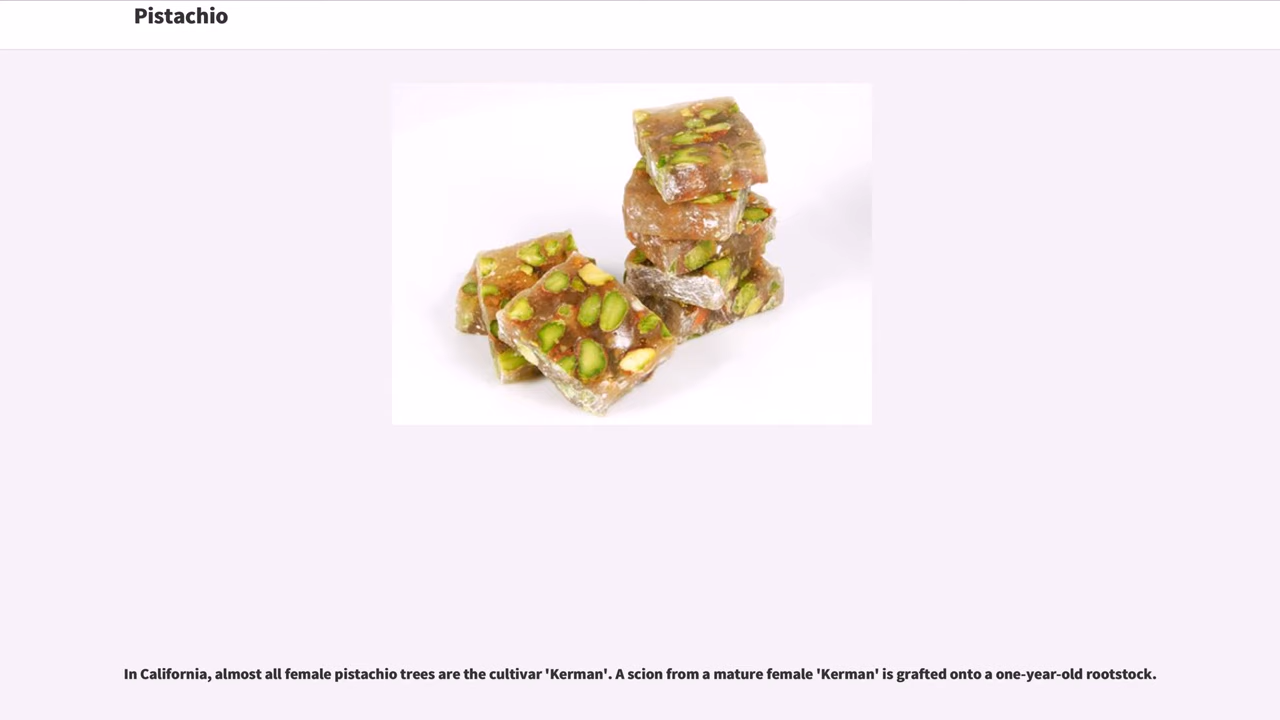 Pistachio
In California, almost all female pistachio trees are the cultivar 'Kerman'. A scion from a mature female 'Kerman' is grafted onto a one-year-old rootstock.